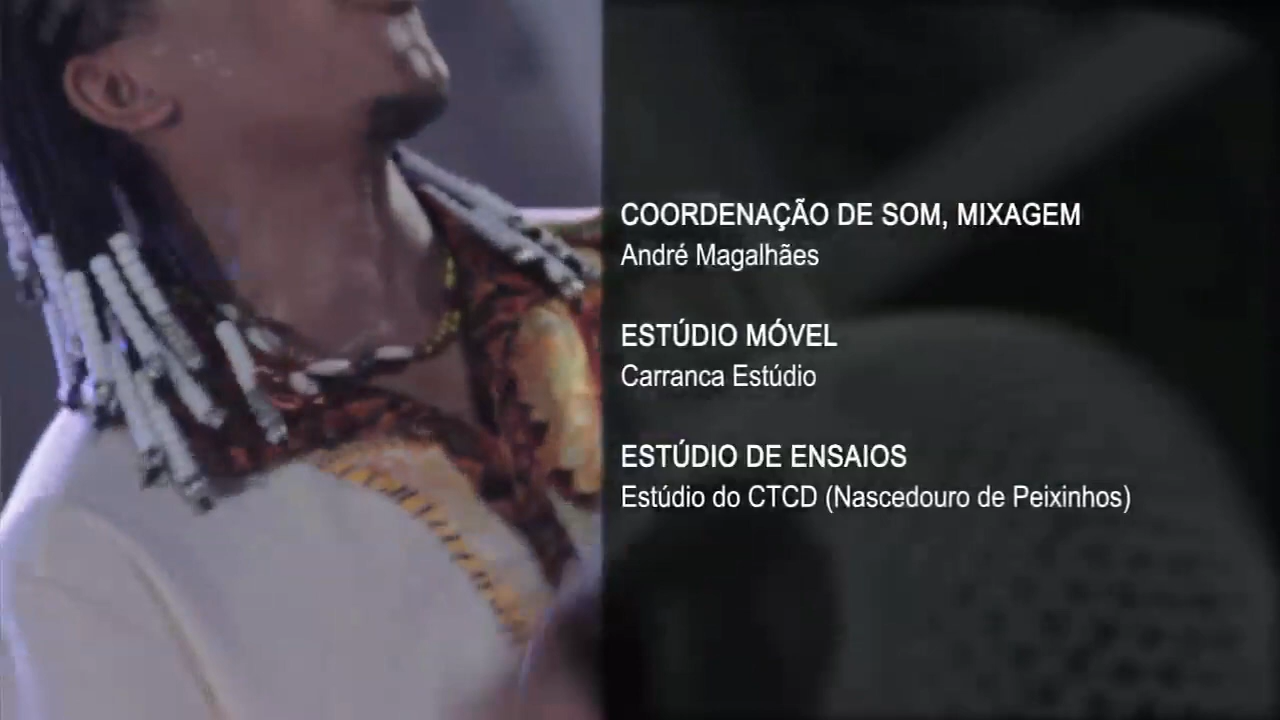 COORDENAÇÃO DE SOM, MIXAGEM
André Magalhães
ESTÚDIO MÓVEL
Carranca Estúdio
ESTÚDIO DE ENSAIOS
Estúdio do CTCD (Nascedouro de Peixinhos)